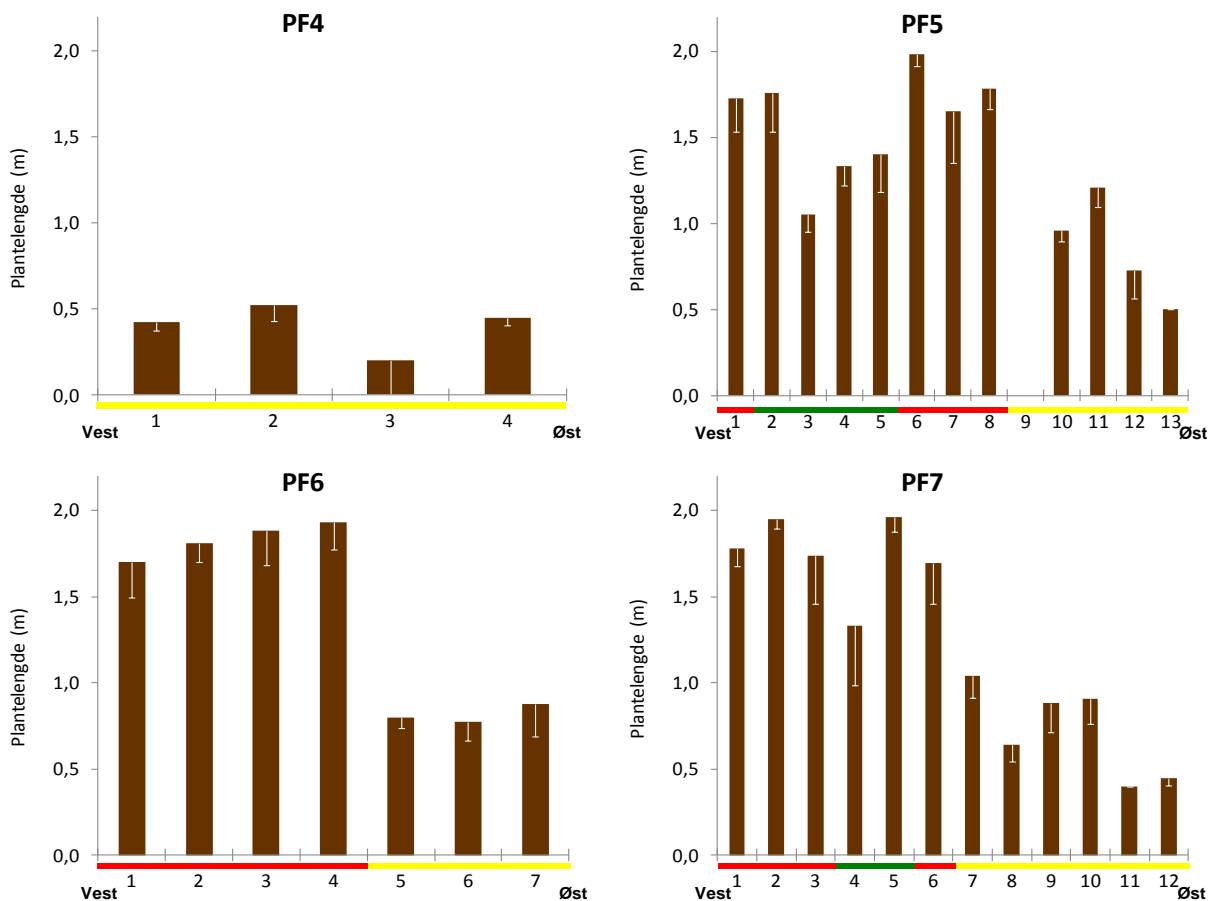 PF4
2,0
1,5
1,0
0,5
0,0
Plantelengde (m)
1 2 3 4
Vest Øst
PF5
2,0
1,5
1,0
0,5
0,0
Plantelengde (m)
1 2 3 4 5 6 7 8 9 10 11 12 13
Vest Øst
PF6
2,0
1,5
1,0
0,5
0,0
Plantelengde (m)
1 2 3 4 5 6 7
Vest Øst
PF7
2,0
1,5
1,0
0,5
0,0
Plantelengde (m)
1 2 3 4 5 6 7 8 9 10 11 12
Vest Øst